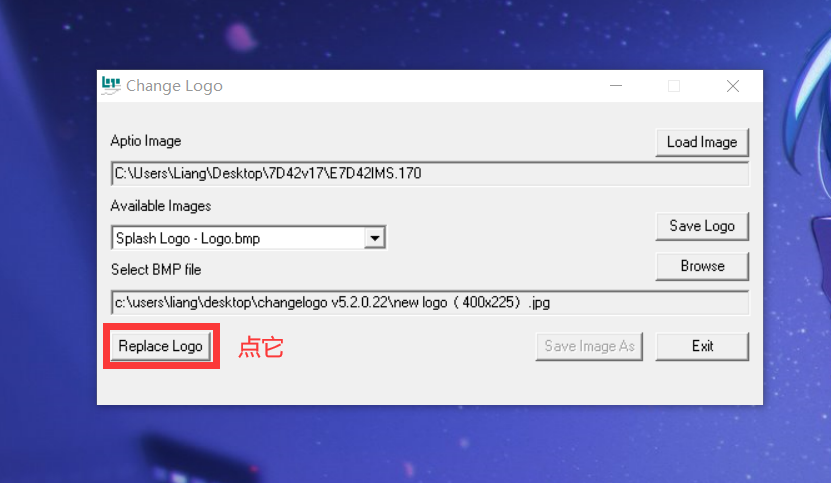 Change Logo
Aptio Image
Load Image
C:\Users\Liang\Desktop\7D42v17\E7D42IMS.170
Available Images
Save Logo
Splash Logo - Logo.bmp
Select BMP file
Browse
c:\users\liang\desktop\changelogo v5.2.0.22\new logo（400x225）.jpg
Replace Logo 点它 Save Image As Exit